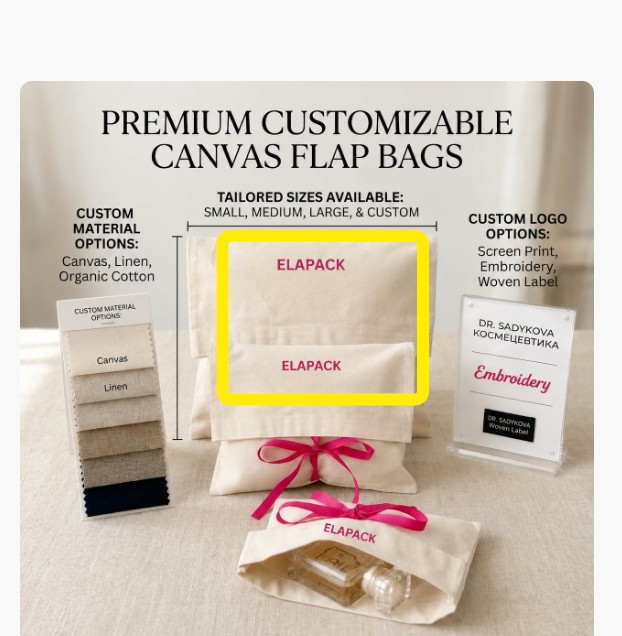 PREMIUM CUSTOMIZABLE
CANVAS FLAP BAGS
TAILORED SIZES AVAILABLE:
SMALL, MEDIUM, LARGE, & CUSTOM
CUSTOM
MATERIAL
OPTIONS:
Canvas, Linen,
Organic Cotton
CUSTOM LOGO
OPTIONS:
Screen Print,
Embroidery,
Woven Label
CUSTOM MATERIAL
OPTIONS:
Canvas
Linen
ELAPACK
ELAPACK
ELAPACK
DR. SADYKOVA
КОСМЕЦЕВТИКА
Embroidery
DR. SADYKOVA
Woven Label